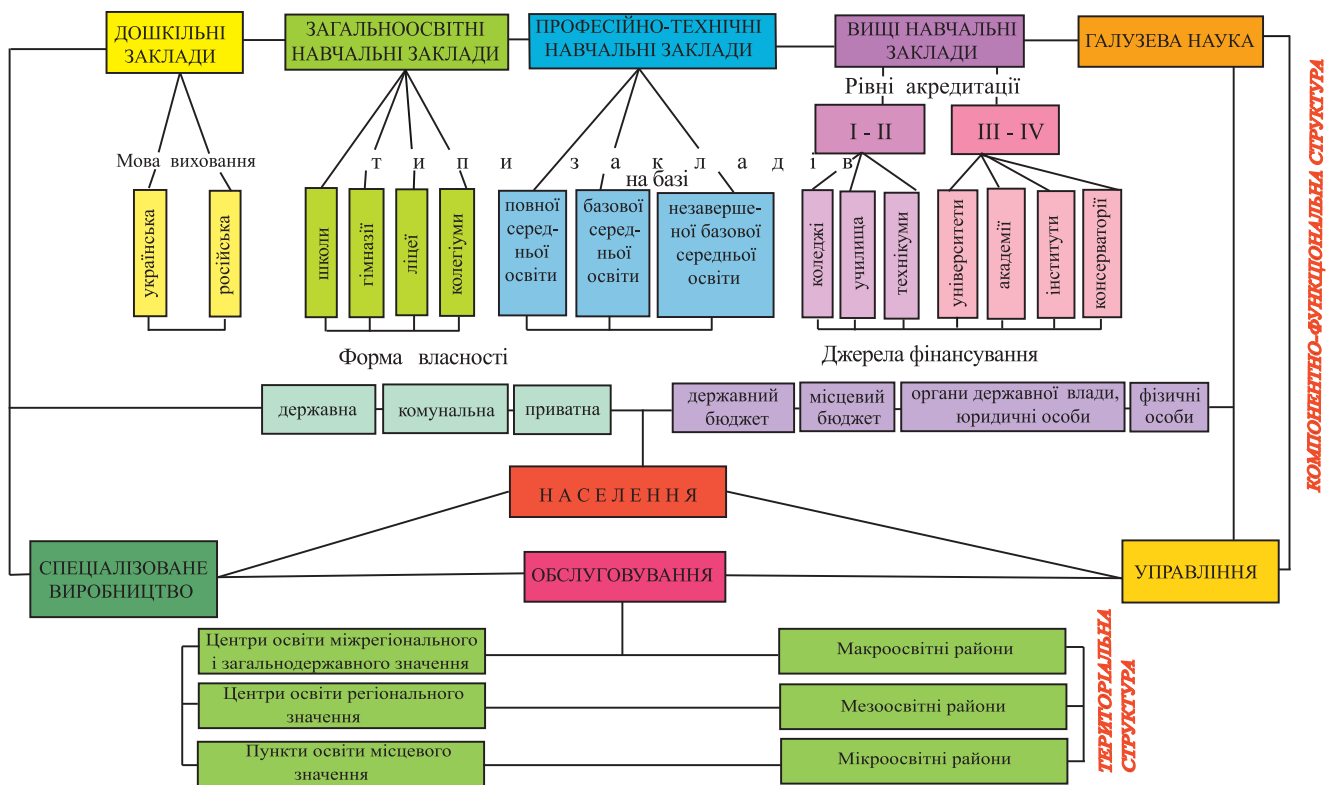 ДОШКІЛЬНІ
ЗАКЛАДИ
ЗАГАЛЬНООСВІТНІ
НАВЧАЛЬНІ ЗАКЛАДИ
ПРОФЕСІЙНО-ТЕХНІЧНІ
НАВЧАЛЬНІ ЗАКЛАДИ
ВИЩІ НАВЧАЛЬНІ
ЗАКЛАДИ
ГАЛУЗЕВА НАУКА
Рівні акредитації
I - II
III - IV
Мова виховання
типи закладів
на базі
українська
російська
школи
гімназії
ліцеї
колегіуми
повної
серед-
ньої
освіти
базової
серед-
ньої
освіти
незаверше-
ної базової
середньої
освіти
коледжі
училища
технікуми
університети
академії
інститути
консерваторії
Форма власності
Джерела фінансування
державна
комунальна
приватна
державний
бюджет
місцевий
бюджет
органи державної влади,
юридичні особи
фізичні
особи
НАСЕЛЕННЯ
СПЕЦІАЛІЗОВАНЕ
ВИРОБНИЦТВО
ОБСЛУГОВУВАННЯ
УПРАВЛІННЯ
Центри освіти міжрегіонального
і загальнодержавного значення
Макроосвітні райони
Центри освіти регіонального
значення
Мезоосвітні райони
Пункти освіти місцевого
значення
Мікроосвітні райони
КОМПОНЕНТНО-ФУНКЦІОНАЛЬНА СТРУКТУРА
ТЕРИТОРІАЛЬНА
СТРУКТУРА